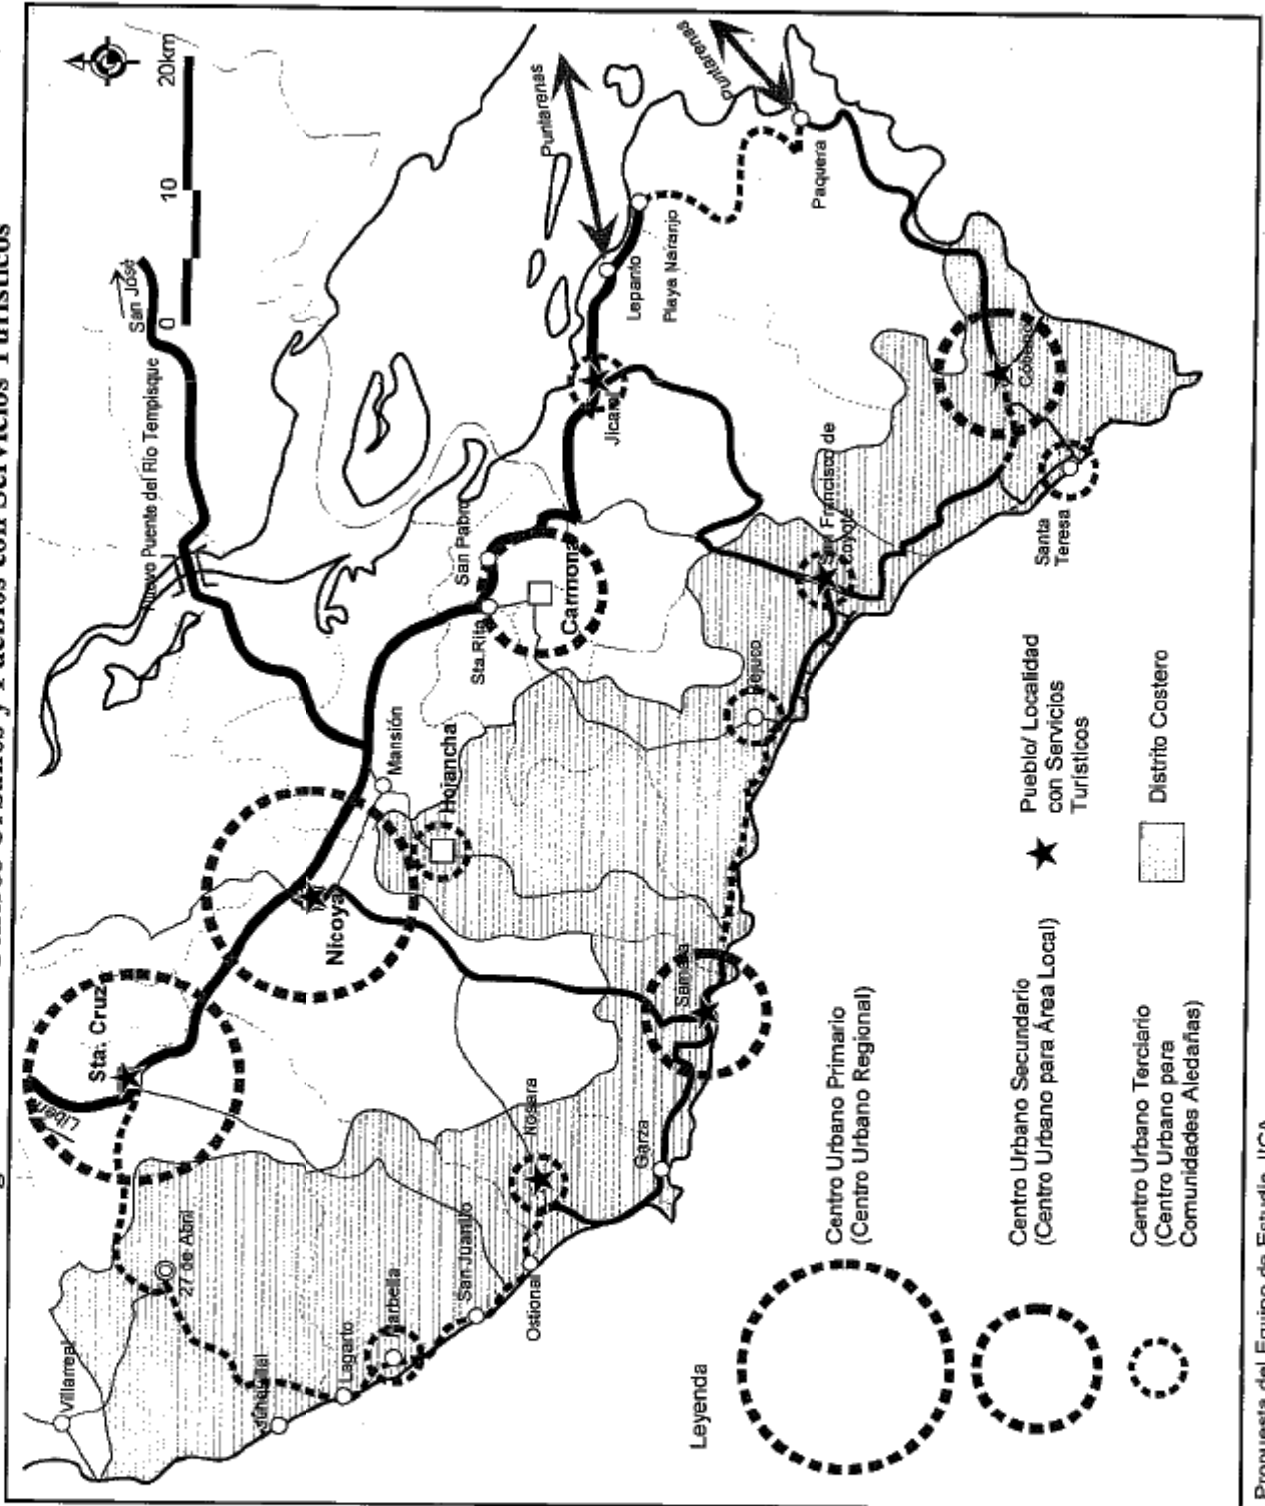 Centros Urbanos y Pueblos con Servicios Turísticos
20km
10
0
San José
Nuevo Puente del Río Tempisque
Puntarenas
Puntarenas
Paquera
Playa Naranjo
Lepanto
Jicaral
Cóbano
San Francisco de
Coyote
Santa
Teresa
San Pablo
Sta.Rita
Carmona
Bejuco
Mansión
Hojancha
Nicoya
Sta. Cruz
Liberia
Sámara
Nosara
Garza
27 de Abril
San Juanillo
Ostional
Marbella
Lagarto
Junquillal
Villarreal
Leyenda
Centro Urbano Primario
(Centro Urbano Regional)
Centro Urbano Secundario
(Centro Urbano para Área Local)
Centro Urbano Terciario
(Centro Urbano para
Comunidades Aledañas)
Pueblo/ Localidad
con Servicios
Turísticos
Distrito Costero
Propuesta del Equipo de Estudio, JICA